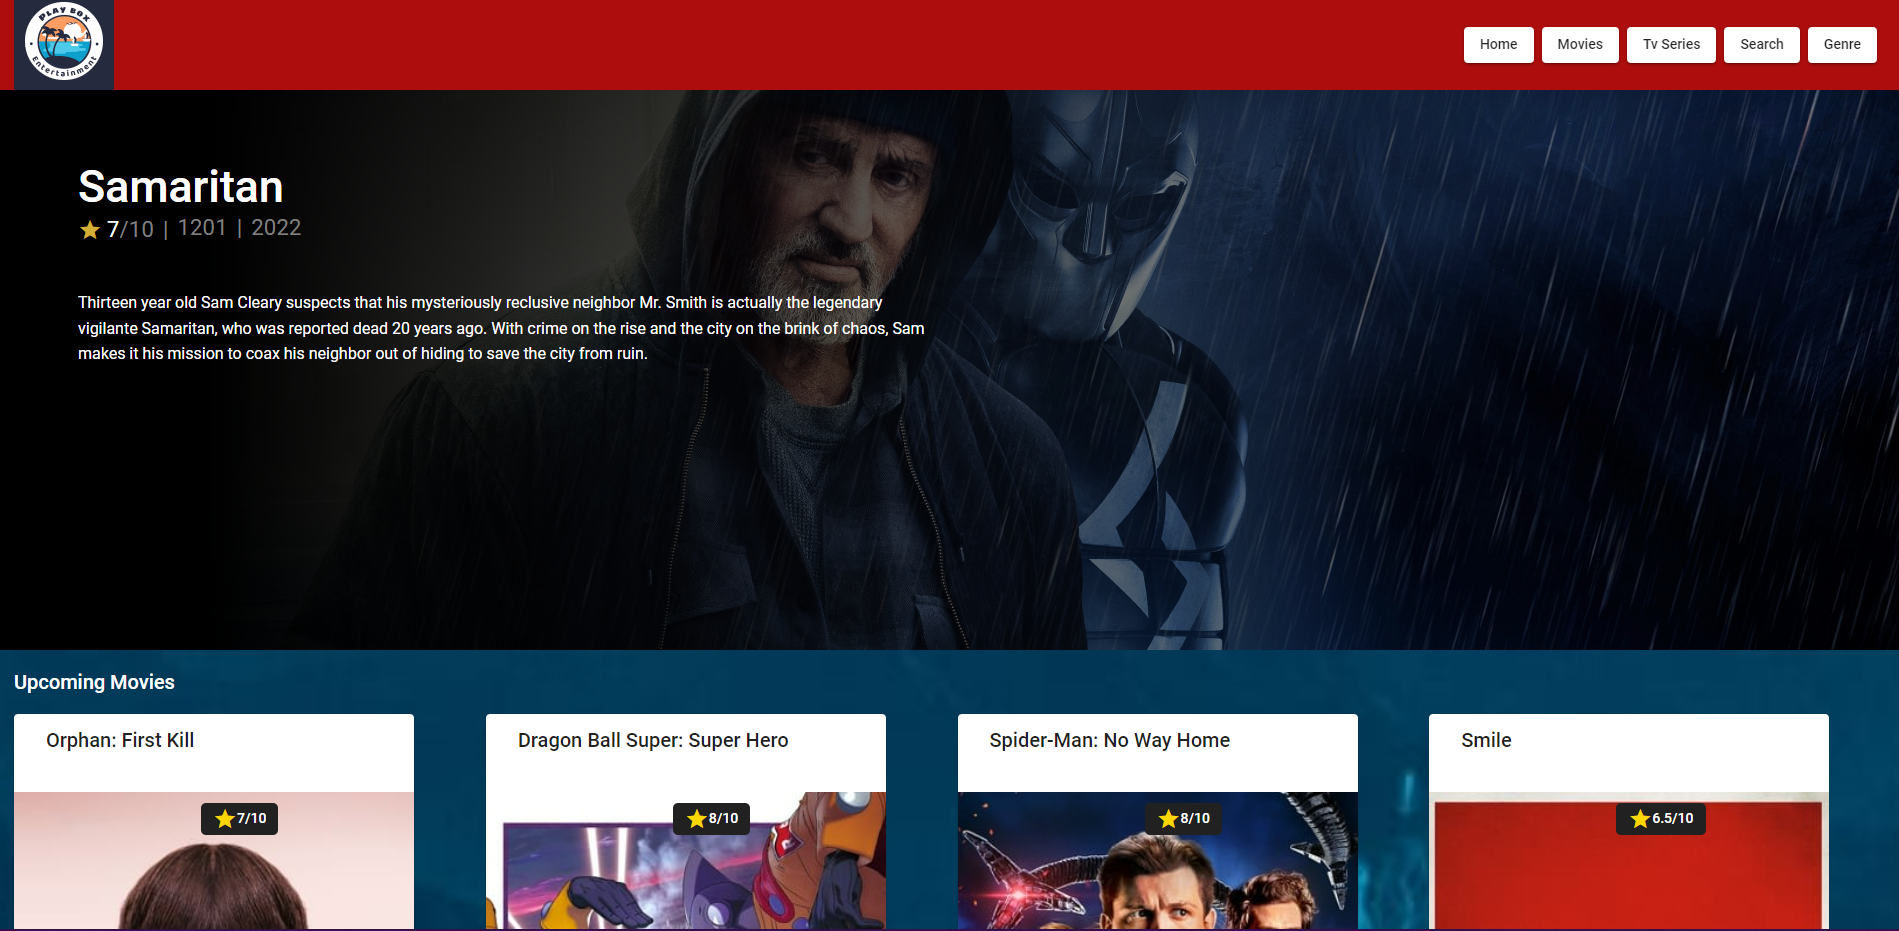 PLAY BOX
Entertainment
Home
Movies
Tv Series
Search
Genre
Samaritan
7/10 | 1201 | 2022
Thirteen year old Sam Cleary suspects that his mysteriously reclusive neighbor Mr. Smith is actually the legendary
vigilante Samaritan, who was reported dead 20 years ago. With crime on the rise and the city on the brink of chaos, Sam
makes it his mission to coax his neighbor out of hiding to save the city from ruin.
Upcoming Movies
Orphan: First Kill
Dragon Ball Super: Super Hero
Spider-Man: No Way Home
Smile
7/10
8/10
8/10
6.5/10